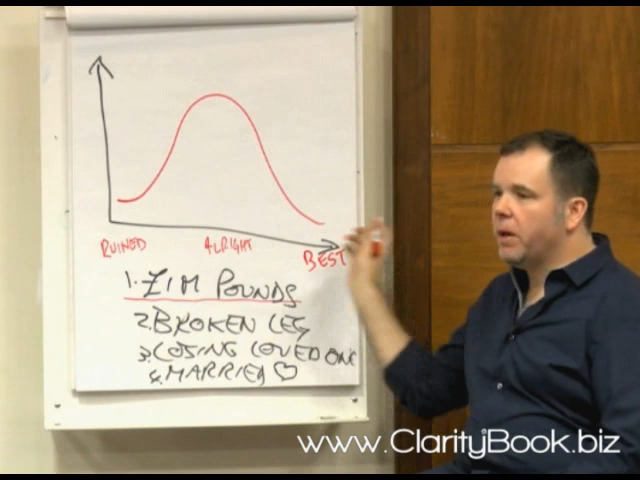 RUINED ALRIGHT BEST
1. £1M POUNDS
2. BROKEN LEG
3. LOSING LOVED ONE
4. MARRIED ♡
www.ClarityBook.biz